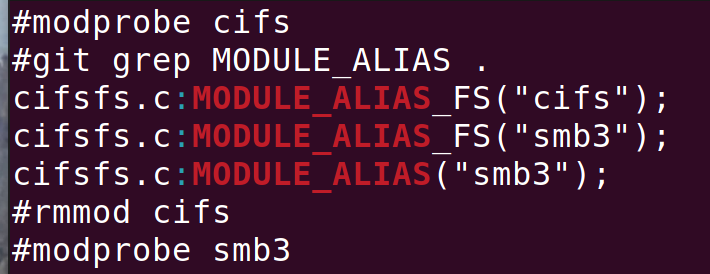 #modprobe cifs
#git grep MODULE_ALIAS .
cifsfs.c:MODULE_ALIAS_FS("cifs");
cifsfs.c:MODULE_ALIAS_FS("smb3");
cifsfs.c:MODULE_ALIAS("smb3");
#rmmod cifs
#modprobe smb3